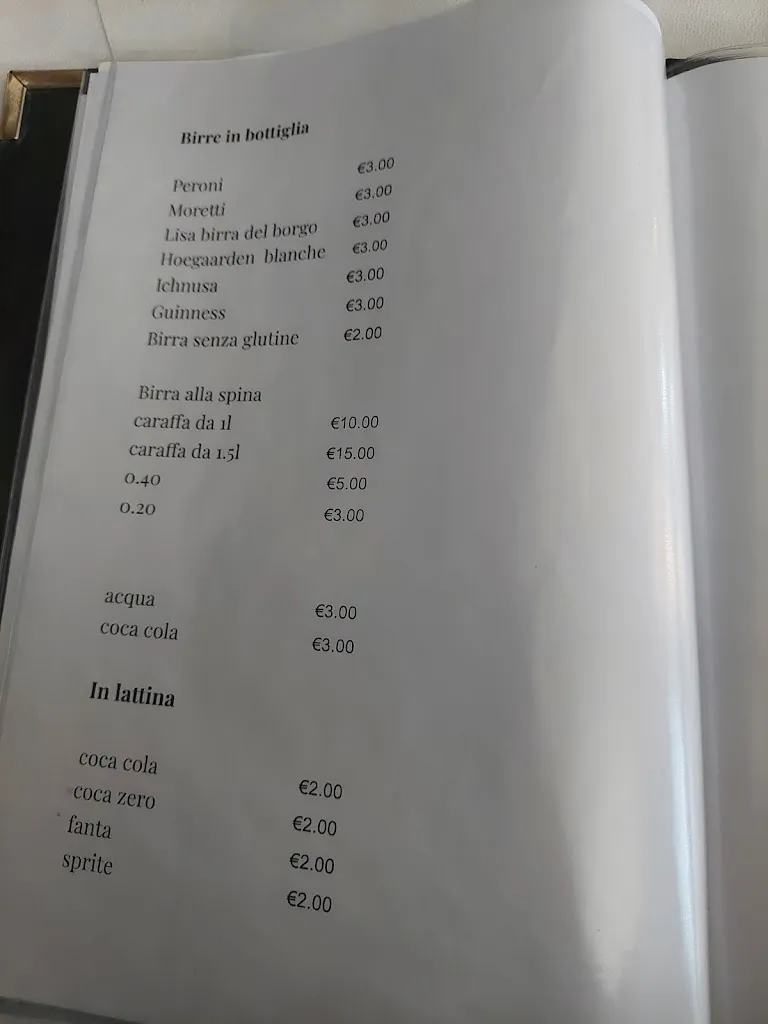 Birre in bottiglia
Peroni €3.00
Moretti €3.00
Lisa birra del borgo €3.00
Hoegaarden blanche €3.00
Ichnusa €3.00
Guinness €3.00
Birra senza glutine €2.00
Birra alla spina
caraffa da 1l €10.00
caraffa da 1.5l €15.00
0.40 €5.00
0.20 €3.00
acqua €3.00
coca cola €3.00
In lattina
coca cola €2.00
coca zero €2.00
fanta €2.00
sprite €2.00